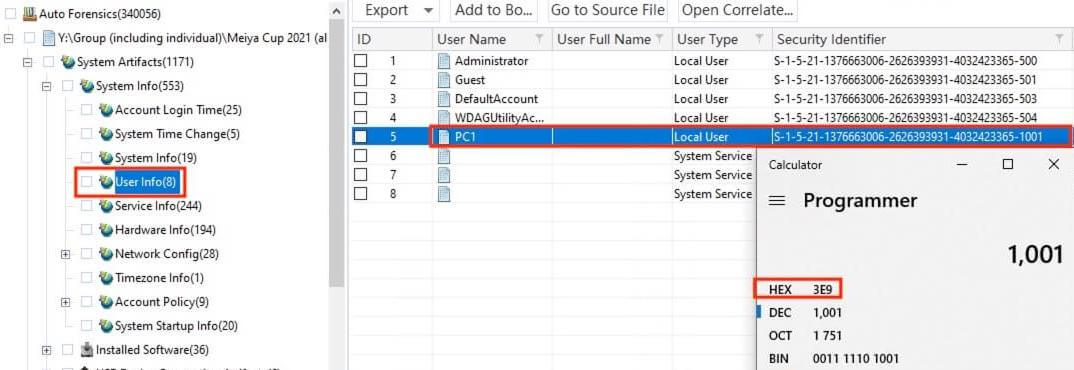 Auto Forensics(340056)
Y:\Group (including individual)\Meiya Cup 2021 (al
System Artifacts(1171)
System Info(553)
Account Login Time(25)
System Time Change(5)
System Info(19)
User Info(8)
Service Info(244)
Hardware Info(194)
Network Config(28)
Timezone Info(1)
Account Policy(9)
System Startup Info(20)
Installed Software(36)
Export Add to Bo... Go to Source File Open Correlate...
ID User Name User Full Name User Type Security Identifier
1 Administrator Local User S-1-5-21-1376663006-2626393931-4032423365-500
2 Guest Local User S-1-5-21-1376663006-2626393931-4032423365-501
3 DefaultAccount Local User S-1-5-21-1376663006-2626393931-4032423365-503
4 WDAGUtilityAc... Local User S-1-5-21-1376663006-2626393931-4032423365-504
5 PC1 Local User S-1-5-21-1376663006-2626393931-4032423365-1001
6 System Service
7 System Service
8 System Service
Calculator
Programmer
1,001
HEX 3E9
DEC 1,001
OCT 1 751
BIN 0011 1110 1001